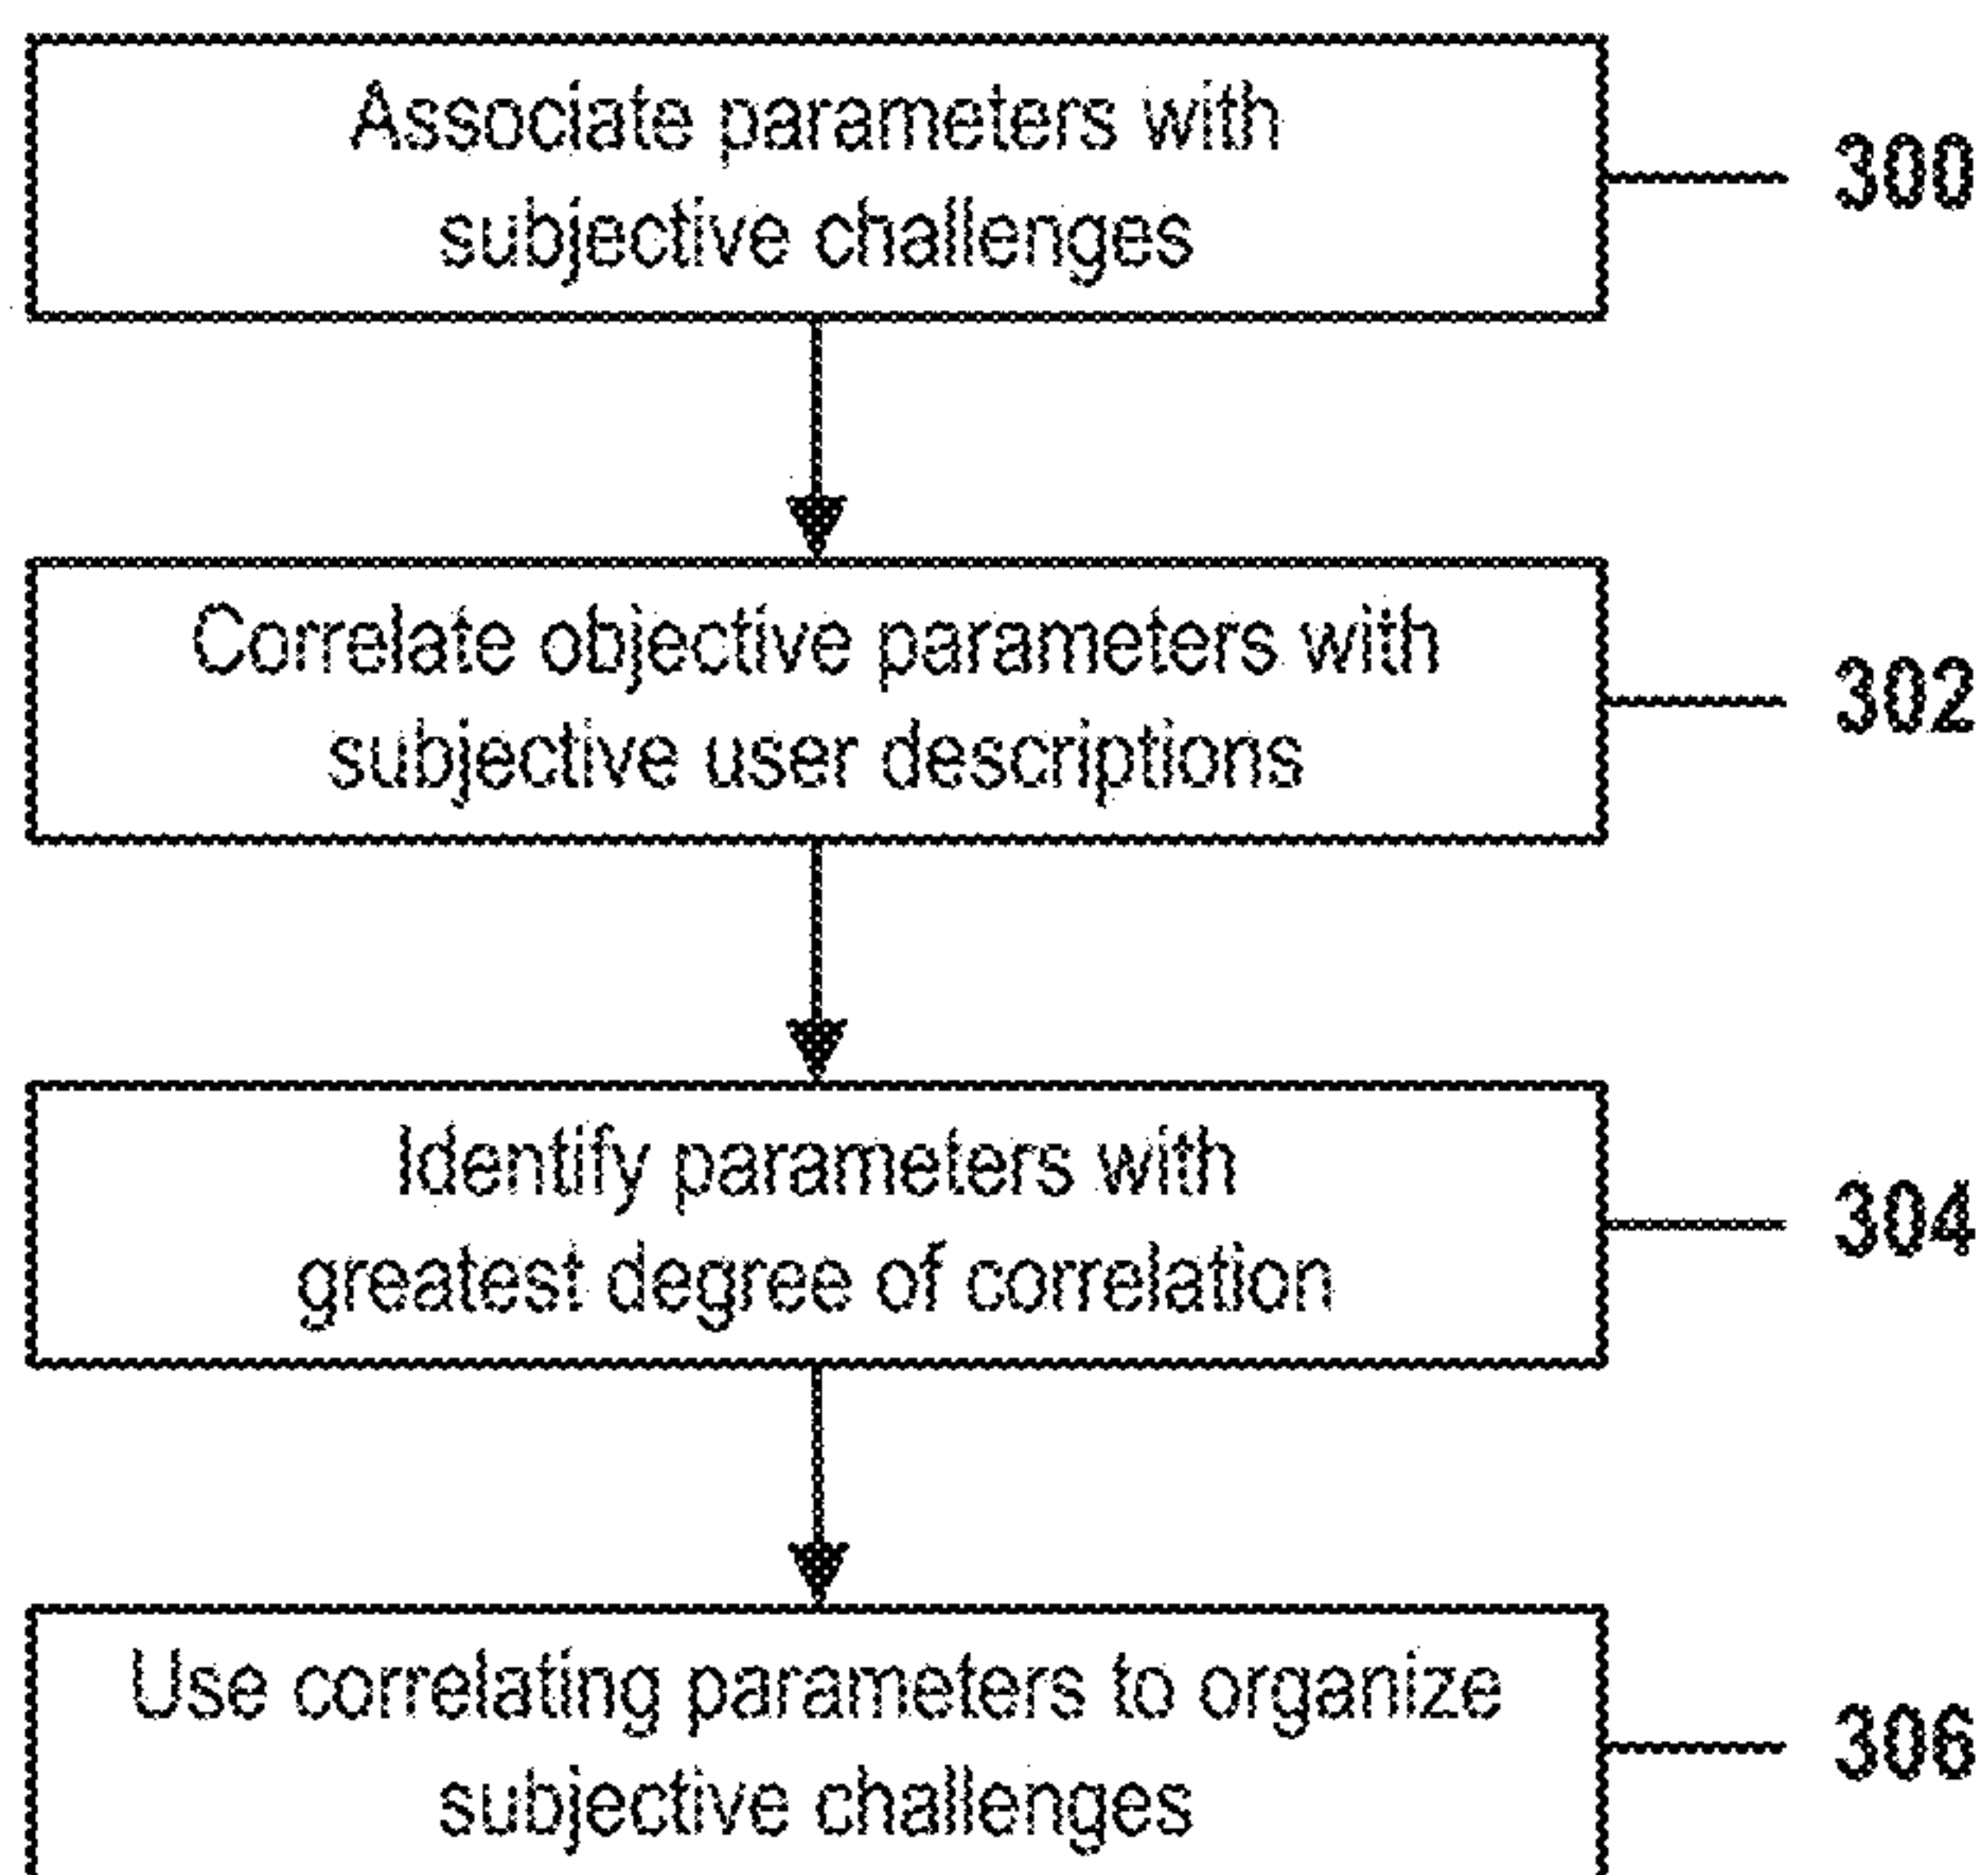 Associate parameters with
subjective challenges
300
Correlate objective parameters with
subjective user descriptions
302
Identify parameters with
greatest degree of correlation
304
Use correlating parameters to organize
subjective challenges
306